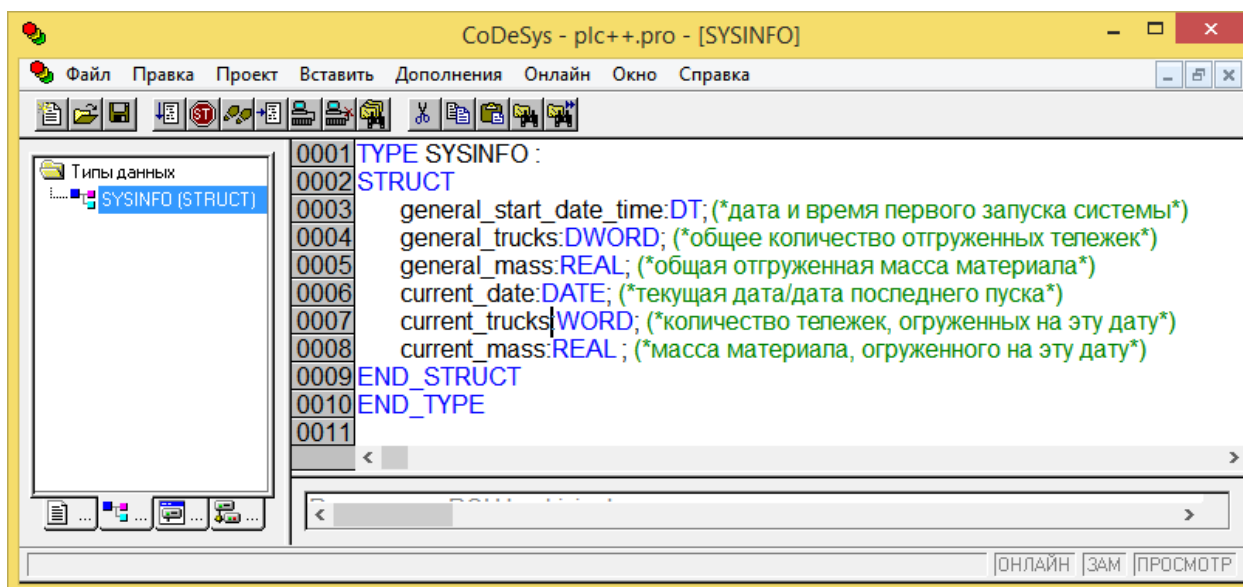 CoDeSys - plc++.pro - [SYSINFO]
Файл Правка Проект Вставить Дополнения Онлайн Окно Справка
Типы данных
SYSINFO (STRUCT)
0001 TYPE SYSINFO :
0002 STRUCT
0003 general_start_date_time:DT; (*дата и время первого запуска системы*)
0004 general_trucks:DWORD; (*общее количество отгруженных тележек*)
0005 general_mass:REAL; (*общая отгруженная масса материала*)
0006 current_date:DATE; (*текущая дата/дата последнего пуска*)
0007 current_trucks:WORD; (*количество тележек, огруженных на эту дату*)
0008 current_mass:REAL ; (*масса материала, огруженного на эту дату*)
0009 END_STRUCT
0010 END_TYPE
0011
... ... ... ...
ОНЛАЙН ЗАМ ПРОСМОТР